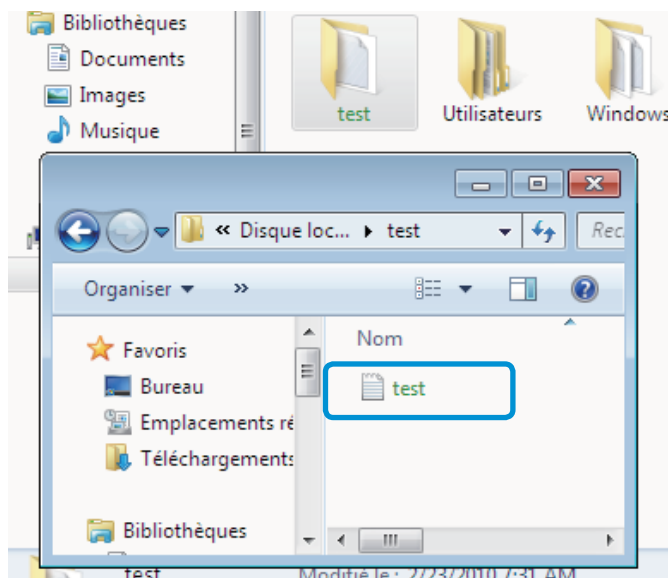 Bibliothèques
Documents
Images
Musique
test
Utilisateurs
Windows
« Disque loc... ▸ test
Rec
Organiser ▼ »
Favoris
Bureau
Emplacements ré
Téléchargements
Bibliothèques
Nom
test
test
Modifié le : 2/23/2010 7:31 AM